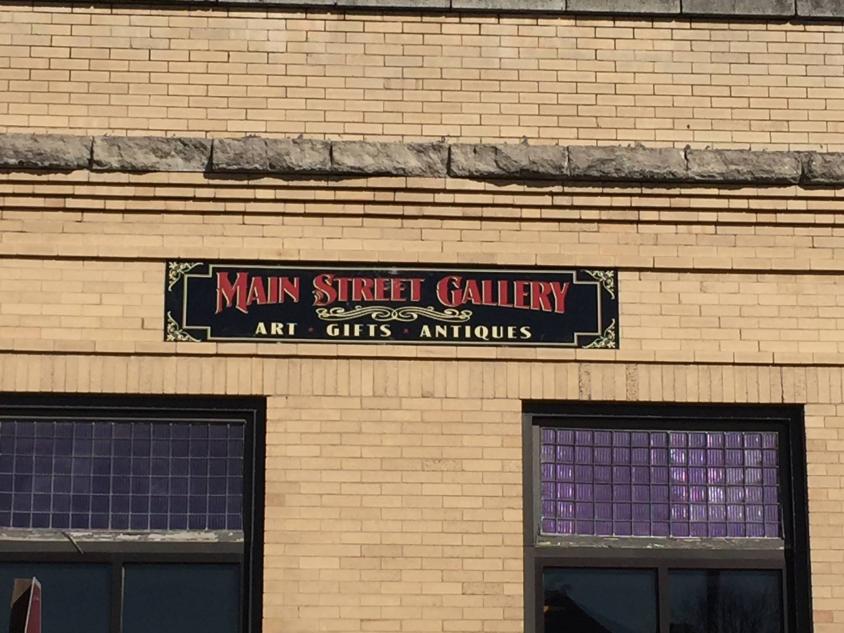 Main Street Gallery
ART • GIFTS • ANTIQUES